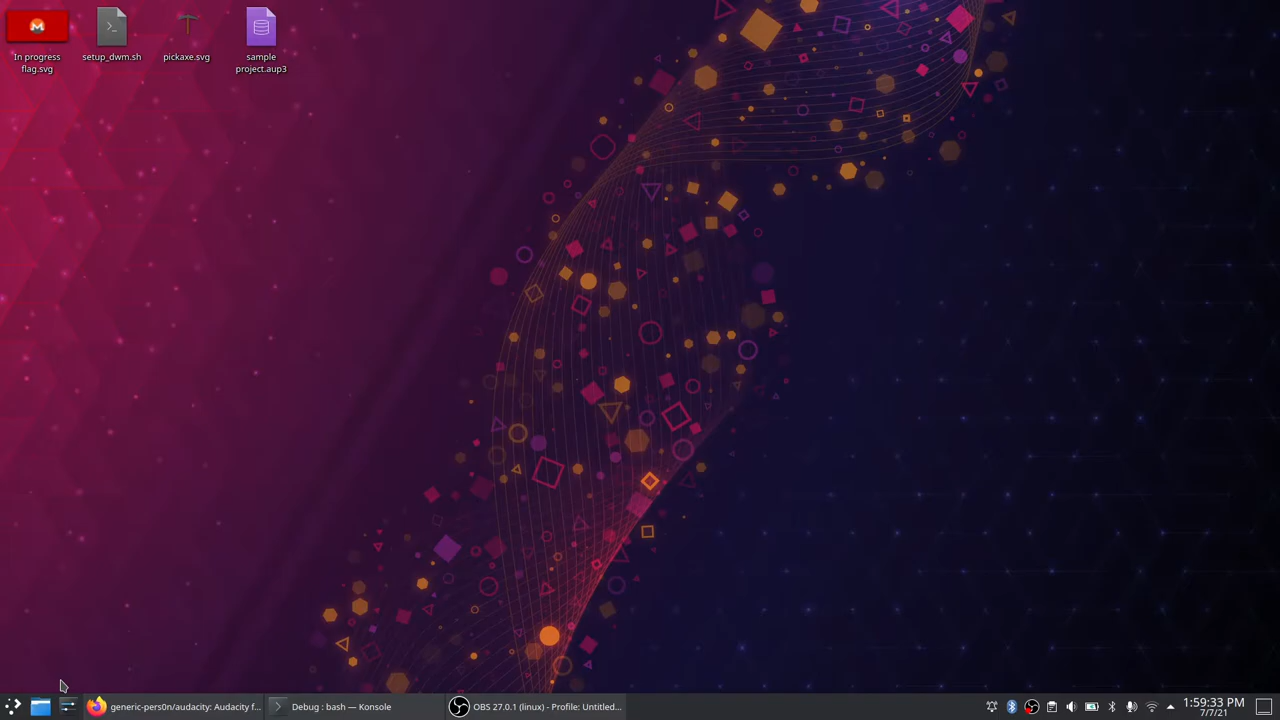 In progress
flag.svg
setup_dwm.sh
pickaxe.svg
sample
project.aup3
generic-pers0n/audacity: Audacity f...
Debug : bash — Konsole
OBS 27.0.1 (linux) - Profile: Untitled...
1:59:33 PM
7/7/21